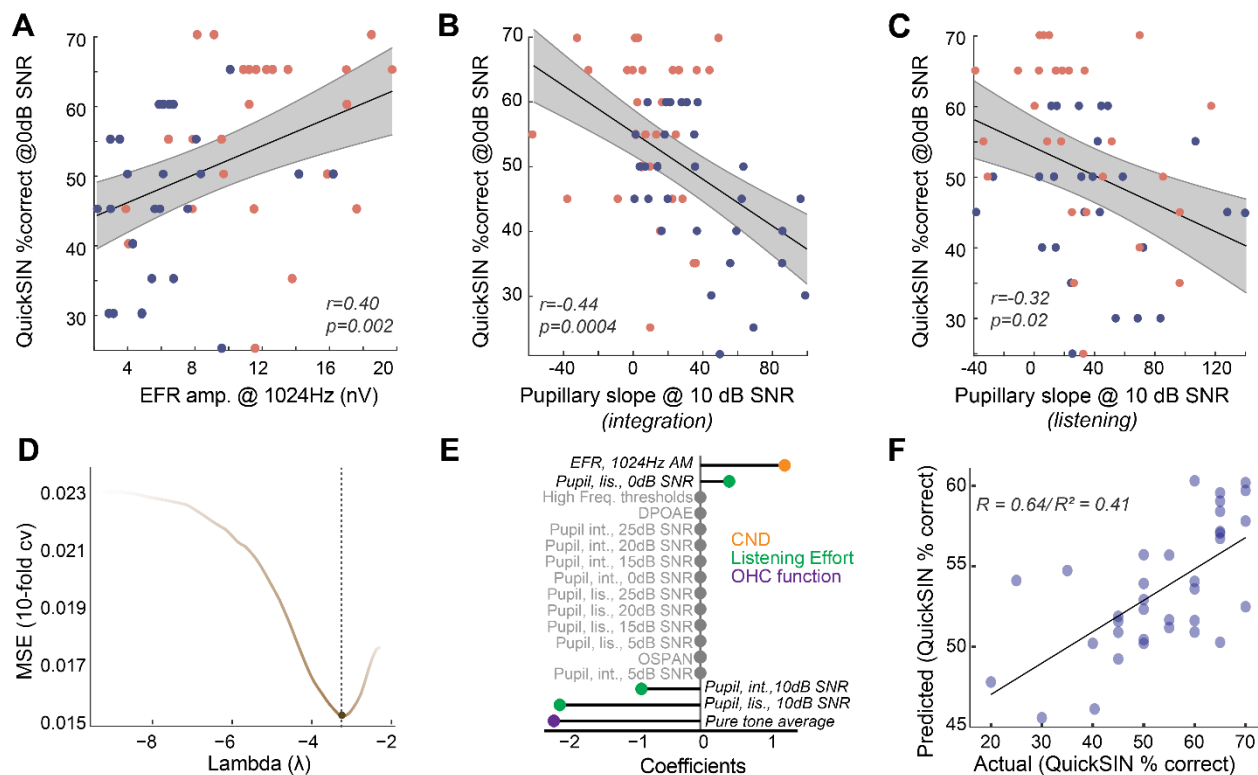 A
QuickSIN %correct @0dB SNR
70
60
50
40
30
4
8
12
16
20
EFR amp. @ 1024Hz (nV)
r=0.40
p=0.002
B
QuickSIN %correct @0dB SNR
70
60
50
40
30
-40
0
40
80
Pupillary slope @ 10 dB SNR
(integration)
r=-0.44
p=0.0004
C
QuickSIN %correct @0dB SNR
70
60
50
40
30
-40
0
40
80
120
Pupillary slope @ 10 dB SNR
(listening)
r=-0.32
p=0.02
D
MSE (10-fold cv)
0.023
0.021
0.019
0.017
0.015
−8
−6
−4
−2
Lambda (λ)
E
EFR, 1024Hz AM
Pupil, lis., 0dB SNR
High Freq. thresholds
DPOAE
Pupil int., 25dB SNR
Pupil int., 20dB SNR
Pupil int., 15dB SNR
Pupil, int., 0dB SNR
Pupil, lis., 25dB SNR
Pupil, lis., 20dB SNR
Pupil, lis., 15dB SNR
Pupil, lis., 5dB SNR
OSPAN
Pupil, int., 5dB SNR
Pupil, int.,10dB SNR
Pupil, lis., 10dB SNR
Pure tone average
CND
Listening Effort
OHC function
−2
−1
0
1
Coefficients
F
Predicted (QuickSIN % correct)
R = 0.64/R² = 0.41
60
55
50
45
20
30
40
50
60
70
Actual (QuickSIN % correct)